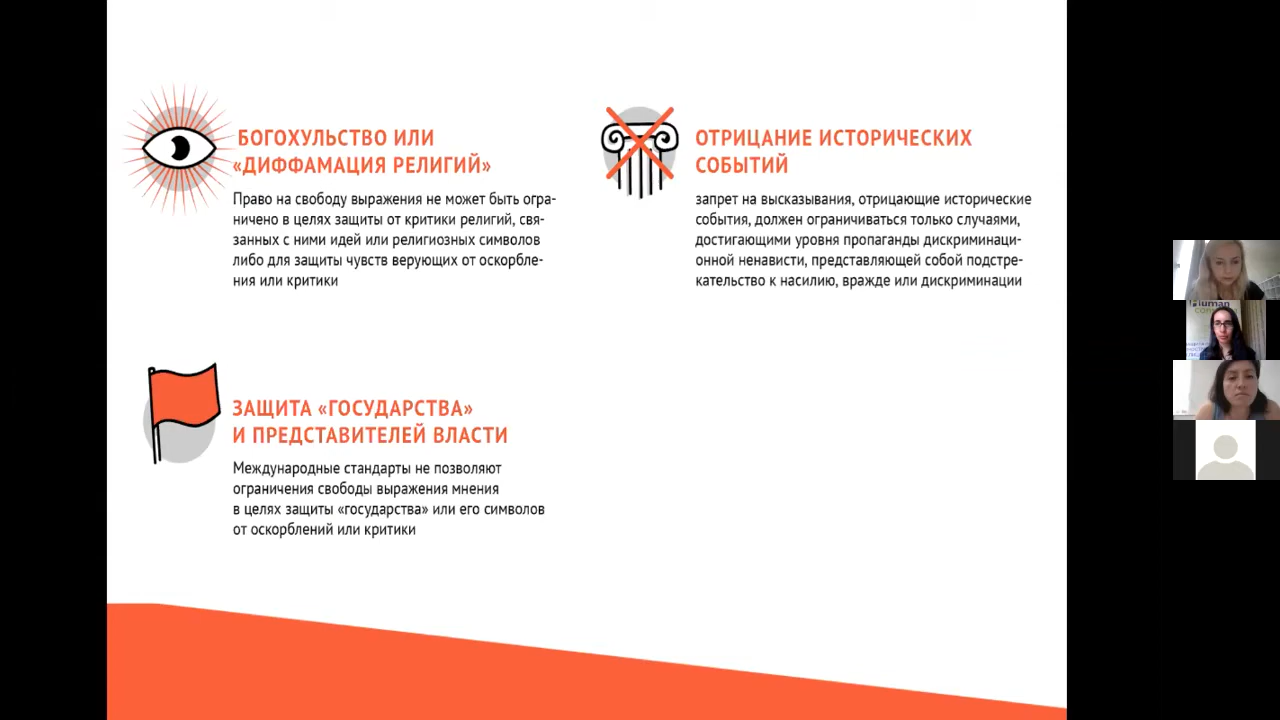 БОГОХУЛЬСТВО ИЛИ
«ДИФФАМАЦИЯ РЕЛИГИЙ»
Право на свободу выражения не может быть огра-
ничено в целях защиты от критики религий, свя-
занных с ними идей или религиозных символов
либо для защиты чувств верующих от оскорбле-
ния или критики
ОТРИЦАНИЕ ИСТОРИЧЕСКИХ
СОБЫТИЙ
запрет на высказывания, отрицающие исторические
события, должен ограничиваться только случаями,
достигающими уровня пропаганды дискриминаци-
онной ненависти, представляющей собой подстре-
кательство к насилию, вражде или дискриминации
ЗАЩИТА «ГОСУДАРСТВА»
И ПРЕДСТАВИТЕЛЕЙ ВЛАСТИ
Международные стандарты не позволяют
ограничения свободы выражения мнения
в целях защиты «государства» или его символов
от оскорблений или критики